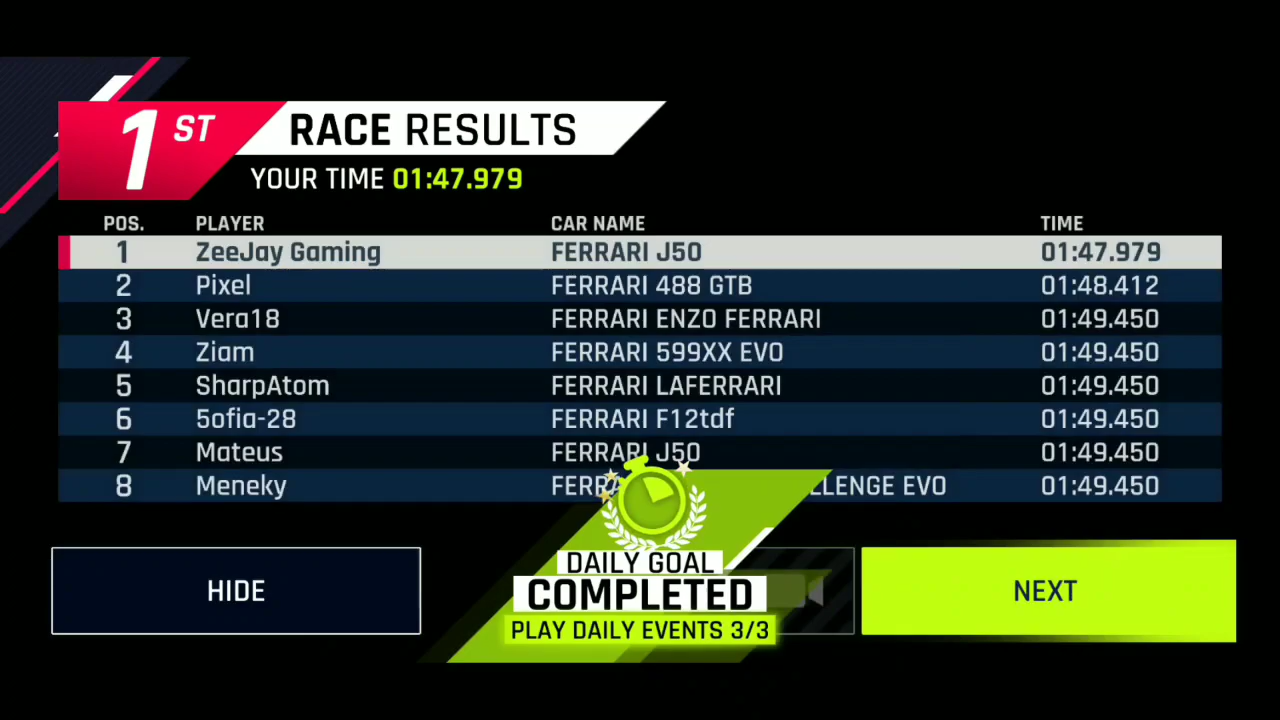 1ST
RACE RESULTS
YOUR TIME 01:47.979
POS. PLAYER CAR NAME TIME
1 ZeeJay Gaming FERRARI J50 01:47.979
2 Pixel FERRARI 488 GTB 01:48.412
3 Vera18 FERRARI ENZO FERRARI 01:49.450
4 Ziam FERRARI 599XX EVO 01:49.450
5 SharpAtom FERRARI LAFERRARI 01:49.450
6 5ofia-28 FERRARI F12tdf 01:49.450
7 Mateus FERRARI J50 01:49.450
8 Meneky EVO 01:49.450
HIDE
DAILY GOAL
COMPLETED
PLAY DAILY EVENTS 3/3
NEXT